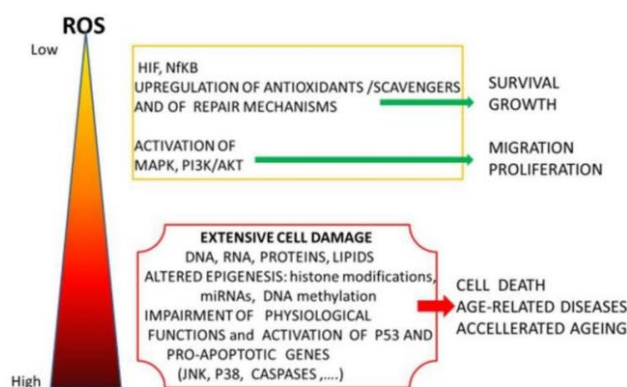 ROS
Low
HIF, NfKB
UPREGULATION OF ANTIOXIDANTS /SCAVENGERS
AND OF REPAIR MECHANISMS
SURVIVAL
GROWTH
ACTIVATION OF
MAPK, PI3K/AKT
MIGRATION
PROLIFERATION
EXTENSIVE CELL DAMAGE
DNA, RNA, PROTEINS, LIPIDS
ALTERED EPIGENESIS: histone modifications,
miRNAs, DNA methylation
IMPAIRMENT OF PHYSIOLOGICAL
FUNCTIONS and ACTIVATION OF P53 AND
PRO-APOPTOTIC GENES
(JNK, P38, CASPASES ,....)
CELL DEATH
AGE-RELATED DISEASES
ACCELLERATED AGEING
High